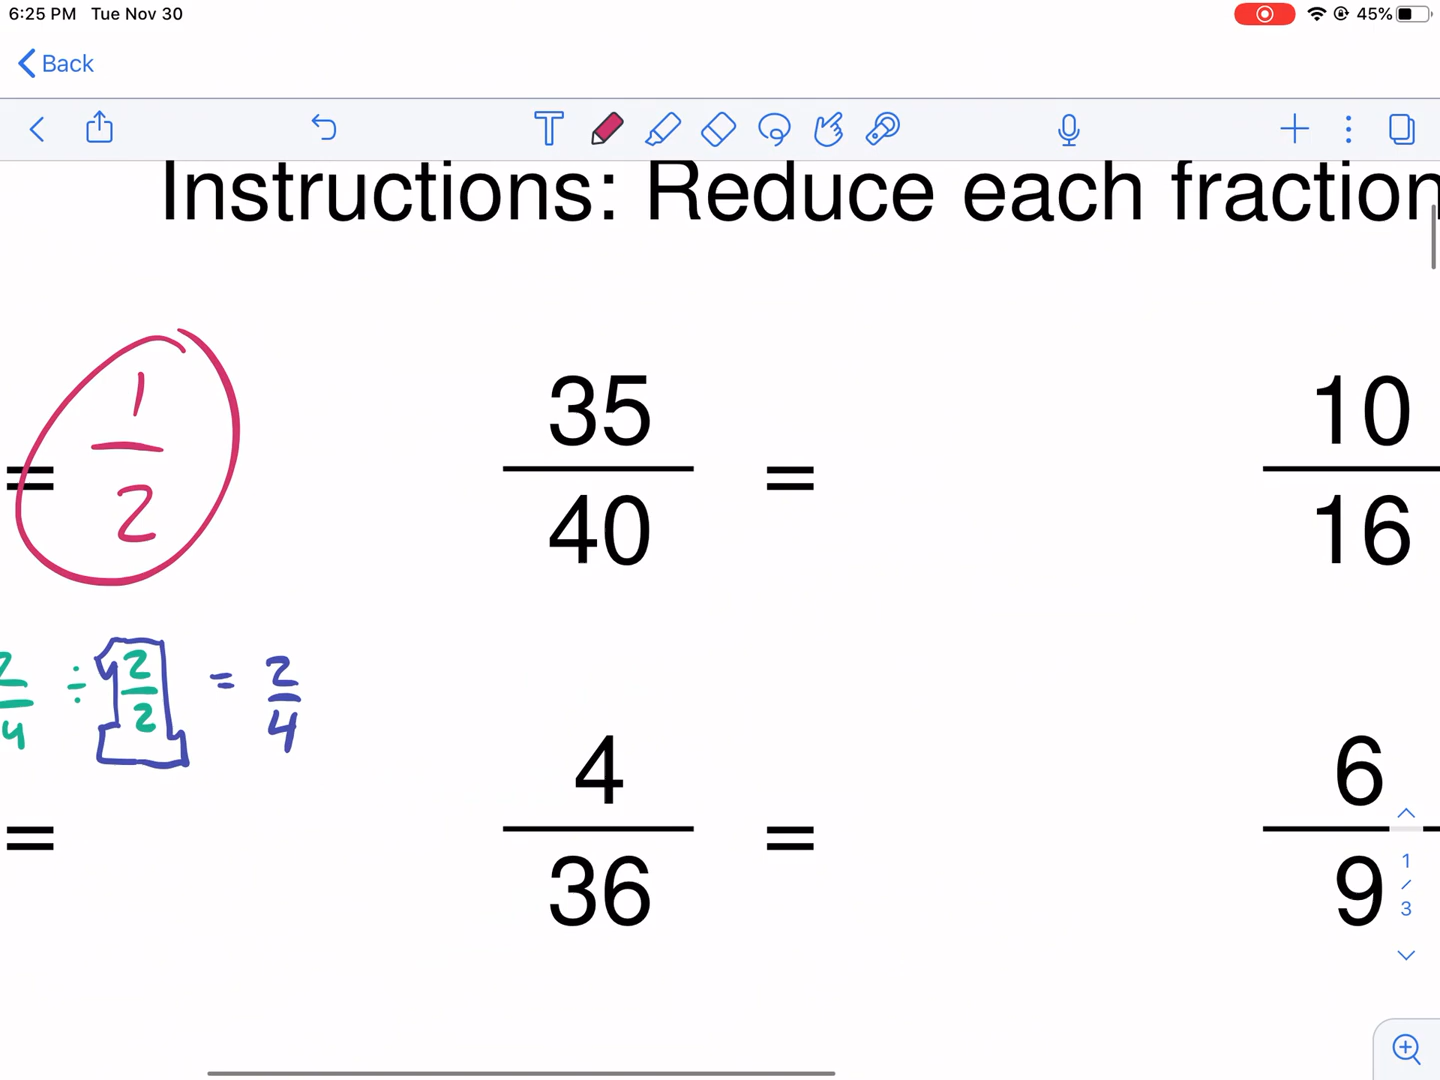 6:25 PM Tue Nov 30 45%
Back
Instructions: Reduce each fraction
= 1/2 35/40 = 10/16
2/4 ÷ 2/2 = 2/4
= 4/36 = 6/9
1/3